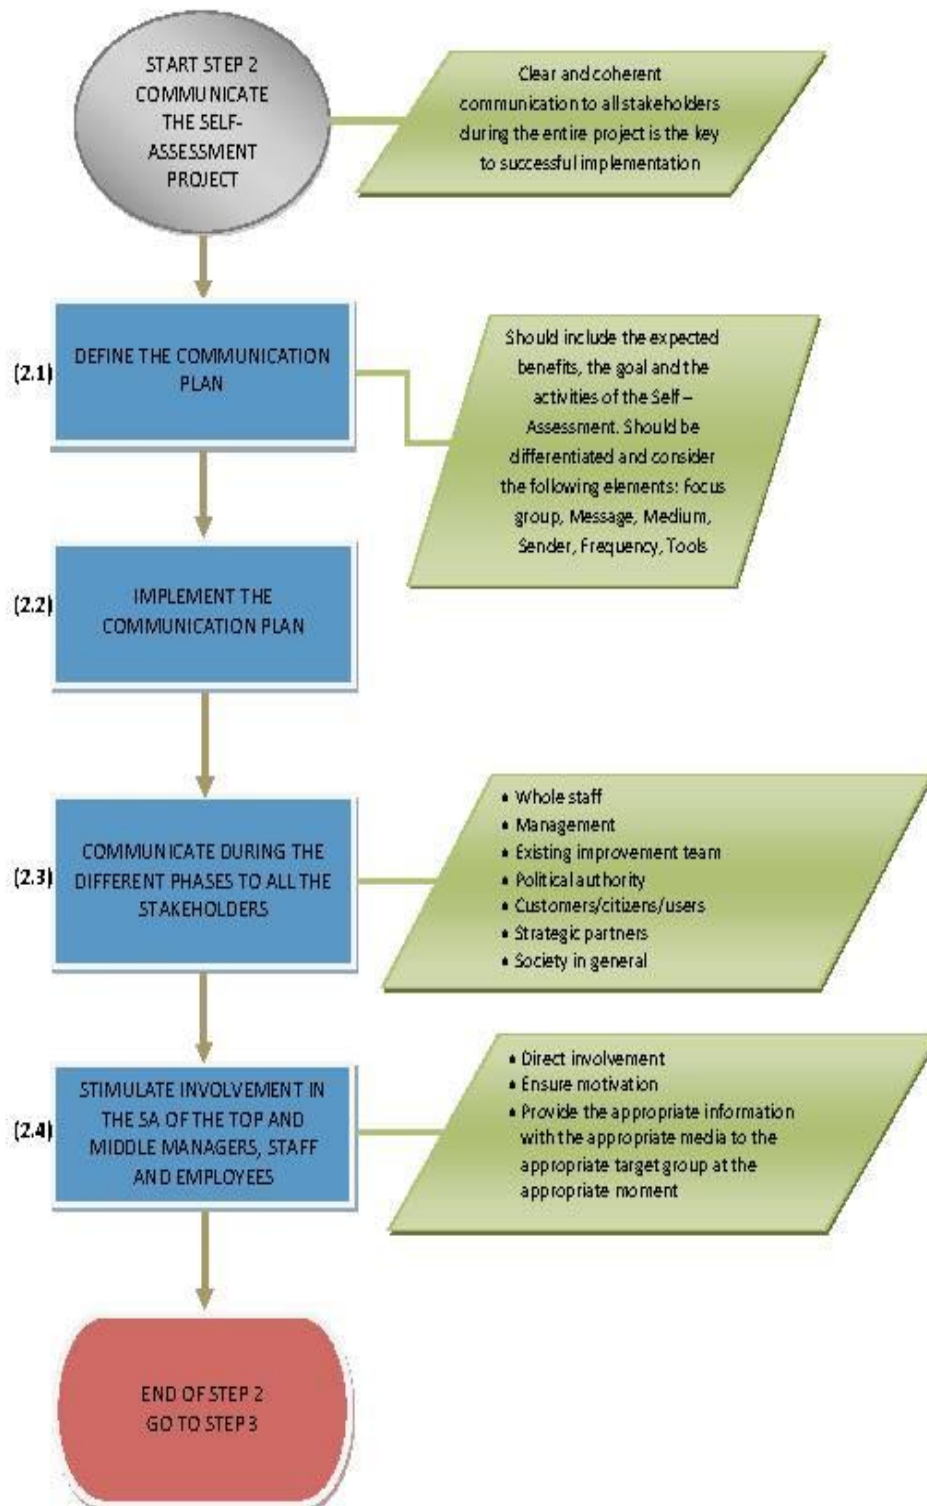 START STEP 2
COMMUNICATE
THE SELF-
ASSESSMENT
PROJECT
Clear and coherent
communication to all stakeholders
during the entire project is the key
to successful implementation
(2.1)
DEFINE THE COMMUNICATION
PLAN
Should include the expected
benefits, the goal and the
activities of the Self –
Assessment. Should be
differentiated and consider
the following elements: Focus
group, Message, Medium,
Sender, Frequency, Tools
(2.2)
IMPLEMENT THE
COMMUNICATION PLAN
(2.3)
COMMUNICATE DURING THE
DIFFERENT PHASES TO ALL THE
STAKEHOLDERS
• Whole staff
• Management
• Existing improvement team
• Political authority
• Customers/citizens/users
• Strategic partners
• Society in general
(2.4)
STIMULATE INVOLVEMENT IN
THE SA OF THE TOP AND
MIDDLE MANAGERS, STAFF
AND EMPLOYEES
• Direct involvement
• Ensure motivation
• Provide the appropriate information
with the appropriate media to the
appropriate target group at the
appropriate moment
END OF STEP 2
GO TO STEP 3